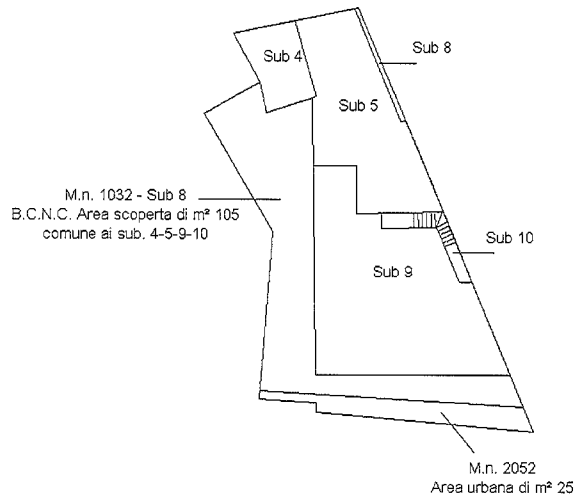 Sub 4
Sub 8
Sub 5
M.n. 1032 - Sub 8
B.C.N.C. Area scoperta di m² 105
comune ai sub. 4-5-9-10
Sub 10
Sub 9
M.n. 2052
Area urbana di m² 25